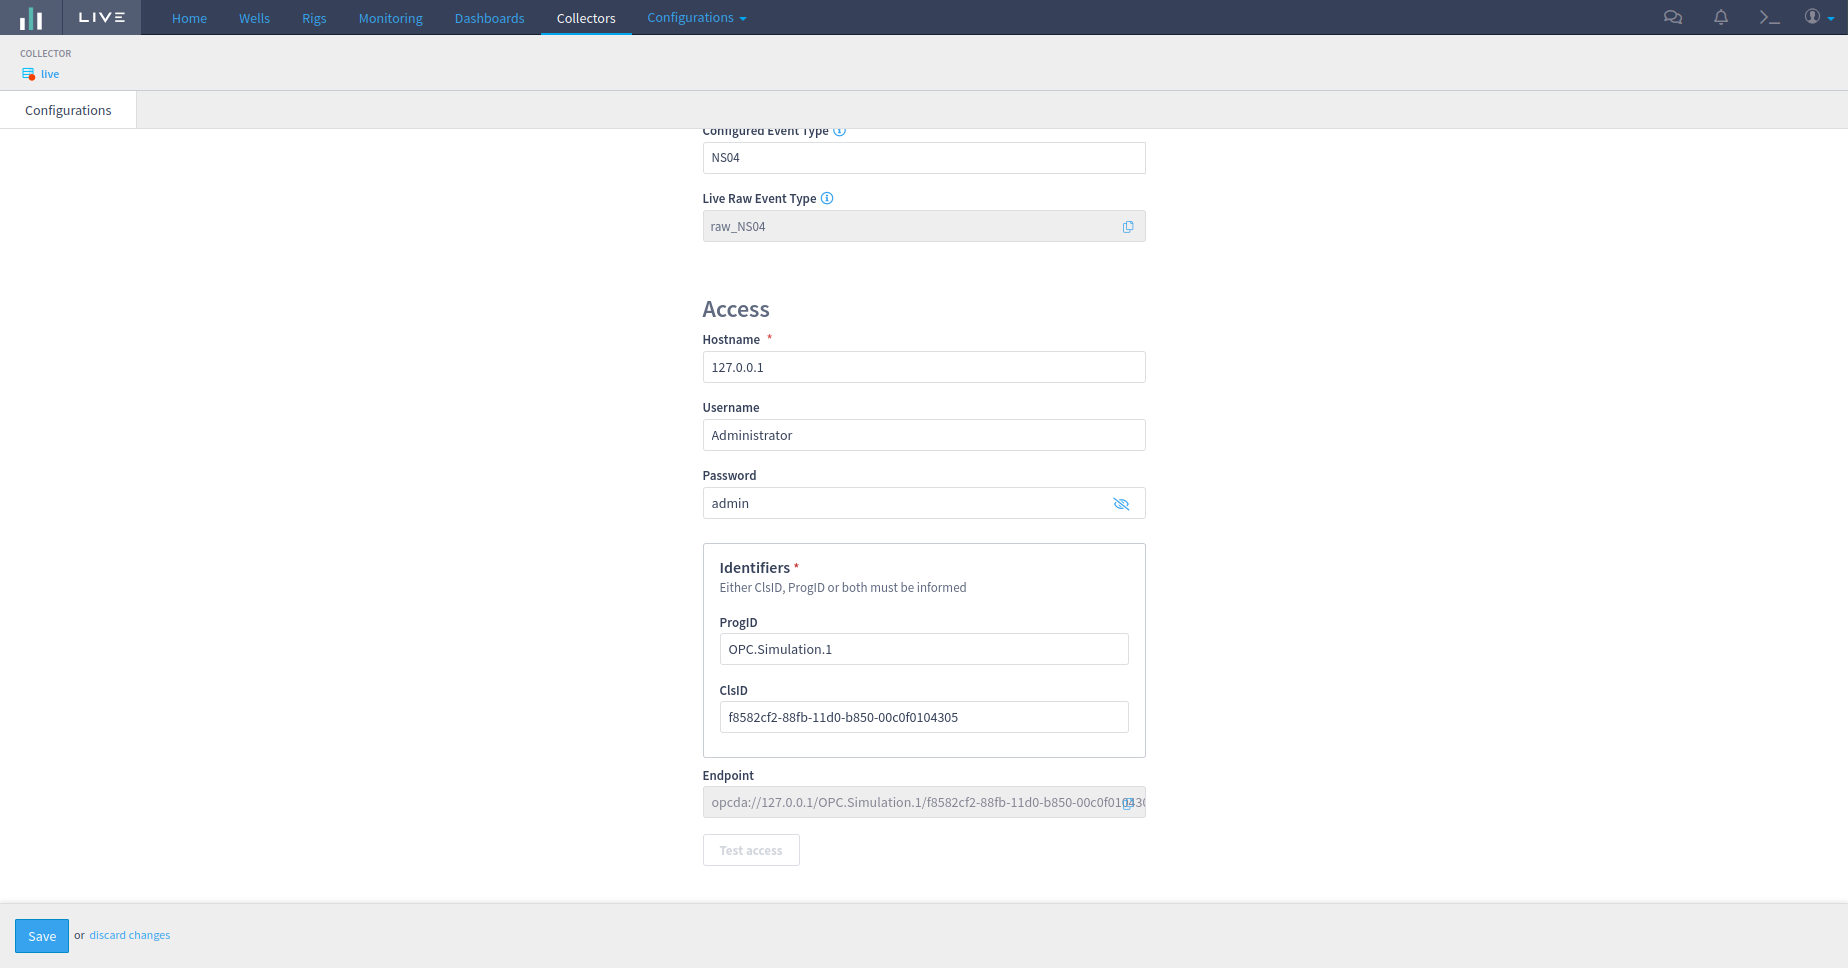 LIVE Home Wells Rigs Monitoring Dashboards Collectors Configurations
COLLECTOR
live
Configurations
Configured Event Type
NS04
Live Raw Event Type
raw_NS04
Access
Hostname *
127.0.0.1
Username
Administrator
Password
admin
Identifiers *
Either ClsID, ProgID or both must be informed
ProgID
OPC.Simulation.1
ClsID
f8582cf2-88fb-11d0-b850-00c0f0104305
Endpoint
opcda://127.0.0.1/OPC.Simulation.1/f8582cf2-88fb-11d0-b850-00c0f010430
Test access
Save or discard changes